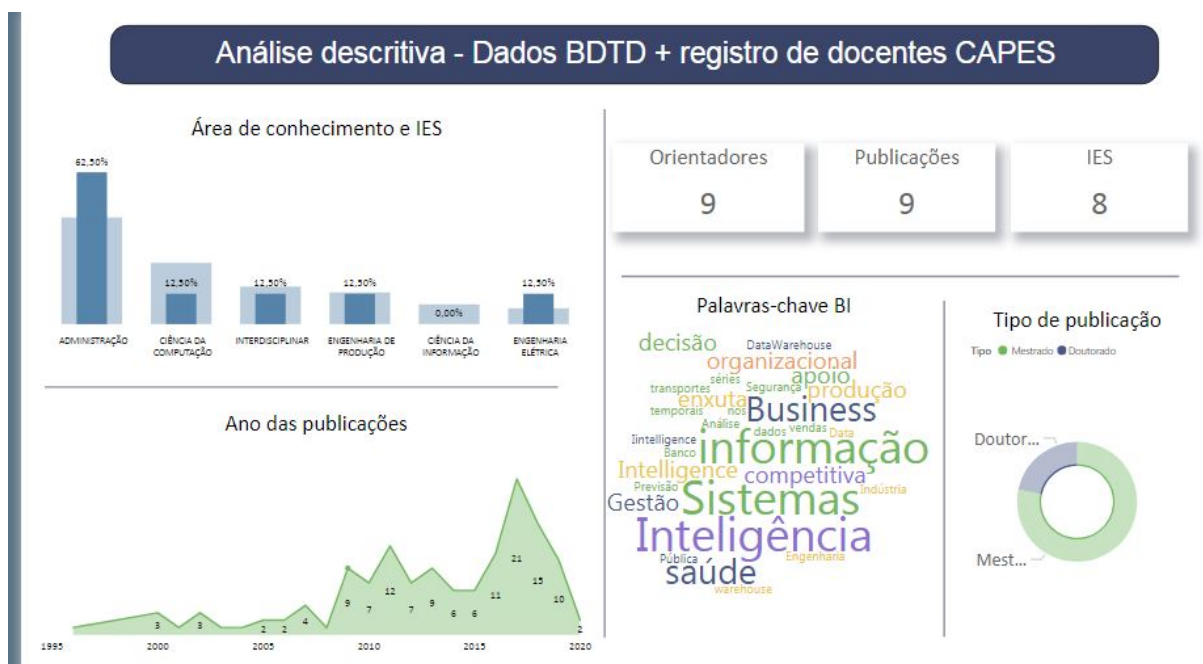 Análise descritiva - Dados BDTD + registro de docentes CAPES
Área de conhecimento e IES
62,50%
12,50%
12,50%
12,50%
0,00%
12,50%
ADMINISTRAÇÃO
CIÊNCIA DA
COMPUTAÇÃO
INTERDISCIPLINAR
ENGENHARIA DE
PRODUÇÃO
CIÊNCIA DA
INFORMAÇÃO
ENGENHARIA
ELÉTRICA
Ano das publicações
3
3
2
2
4
9
7
12
7
9
6
6
11
21
15
10
2
1995
2000
2005
2010
2015
2020
Orientadores
9
Publicações
9
IES
8
Palavras-chave BI
decisão
DataWarehouse
organizacional
séries
apoio
transportes
Segurança
produção
enxuta
temporais
nos
Business
Análise
dados
vendas
Data
Iintelligence
informação
Banco
Intelligence
competitiva
Previsão
Indústria
Gestão
Sistemas
Inteligência
Pública
Engenharia
saúde
warehouse
Tipo de publicação
Tipo Mestrado Doutorado
Doutor...
Mest...